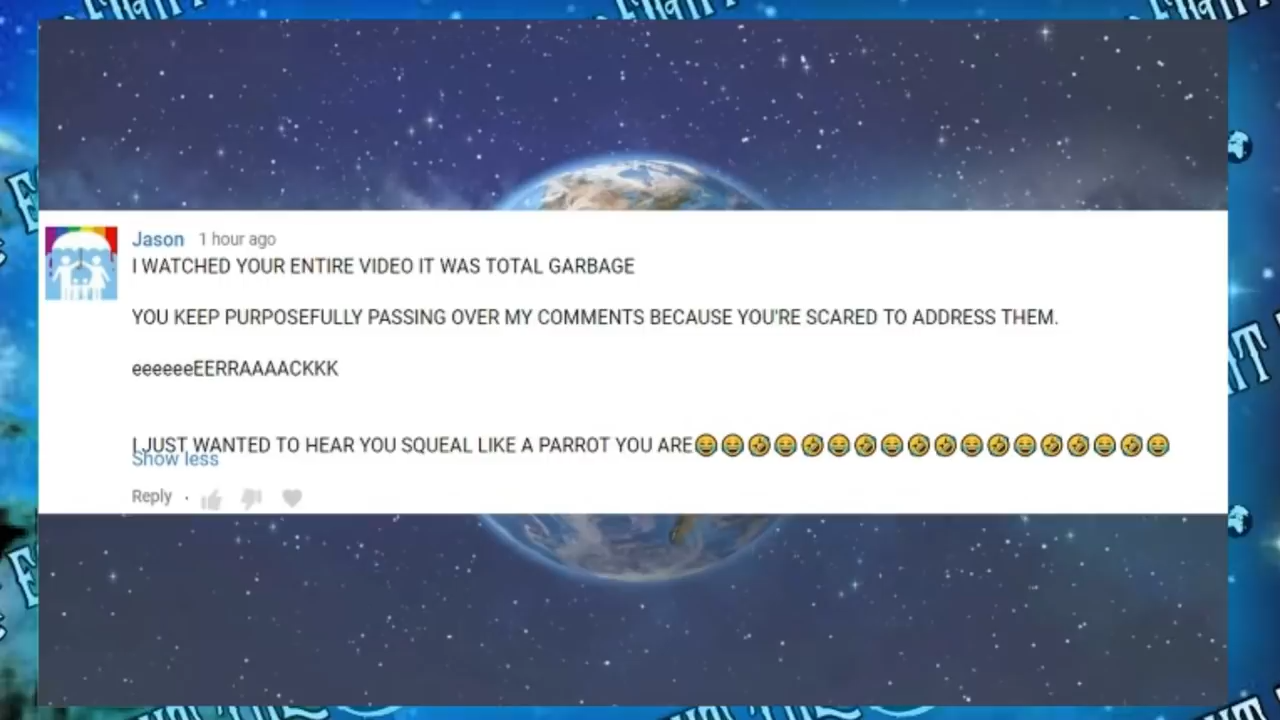 Jason 1 hour ago
I WATCHED YOUR ENTIRE VIDEO IT WAS TOTAL GARBAGE
YOU KEEP PURPOSEFULLY PASSING OVER MY COMMENTS BECAUSE YOU'RE SCARED TO ADDRESS THEM.
eeeeeeEERRAAAACKKK
I JUST WANTED TO HEAR YOU SQUEAL LIKE A PARROT YOU ARE😂😂🤣😂🤣😂🤣😂🤣🤣😂🤣😂🤣🤣😂🤣😂
Show less
Reply ·